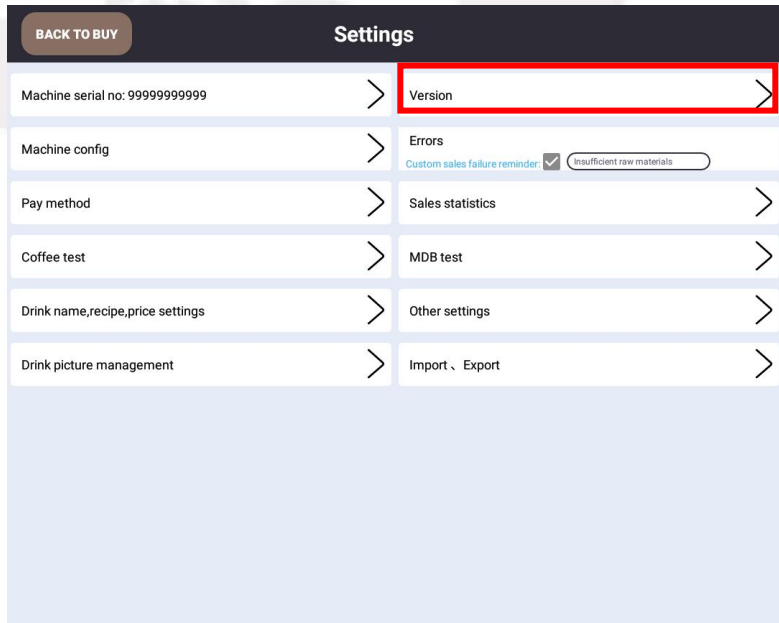 BACK TO BUY
Settings
Machine serial no: 99999999999
Version
Machine config
Errors
Custom sales failure reminder:
Insufficient raw materials
Pay method
Sales statistics
Coffee test
MDB test
Drink name,recipe,price settings
Other settings
Drink picture management
Import 、Export